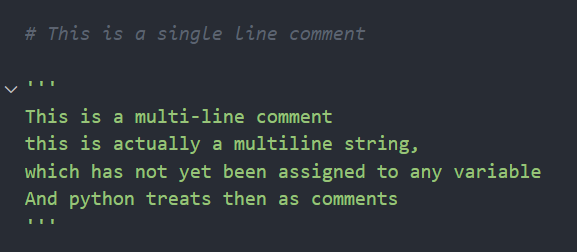 # This is a single line comment
'''
This is a multi-line comment
this is actually a multiline string,
which has not yet been assigned to any variable
And python treats then as comments
'''